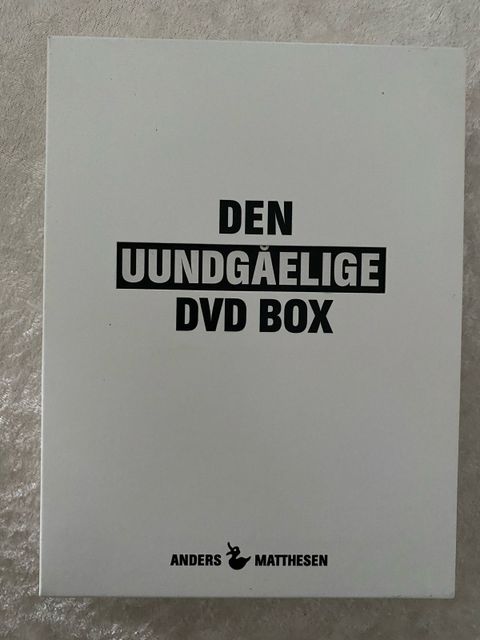 DEN
UUNDGÅELIGE
DVD BOX
ANDERS MATTHESEN